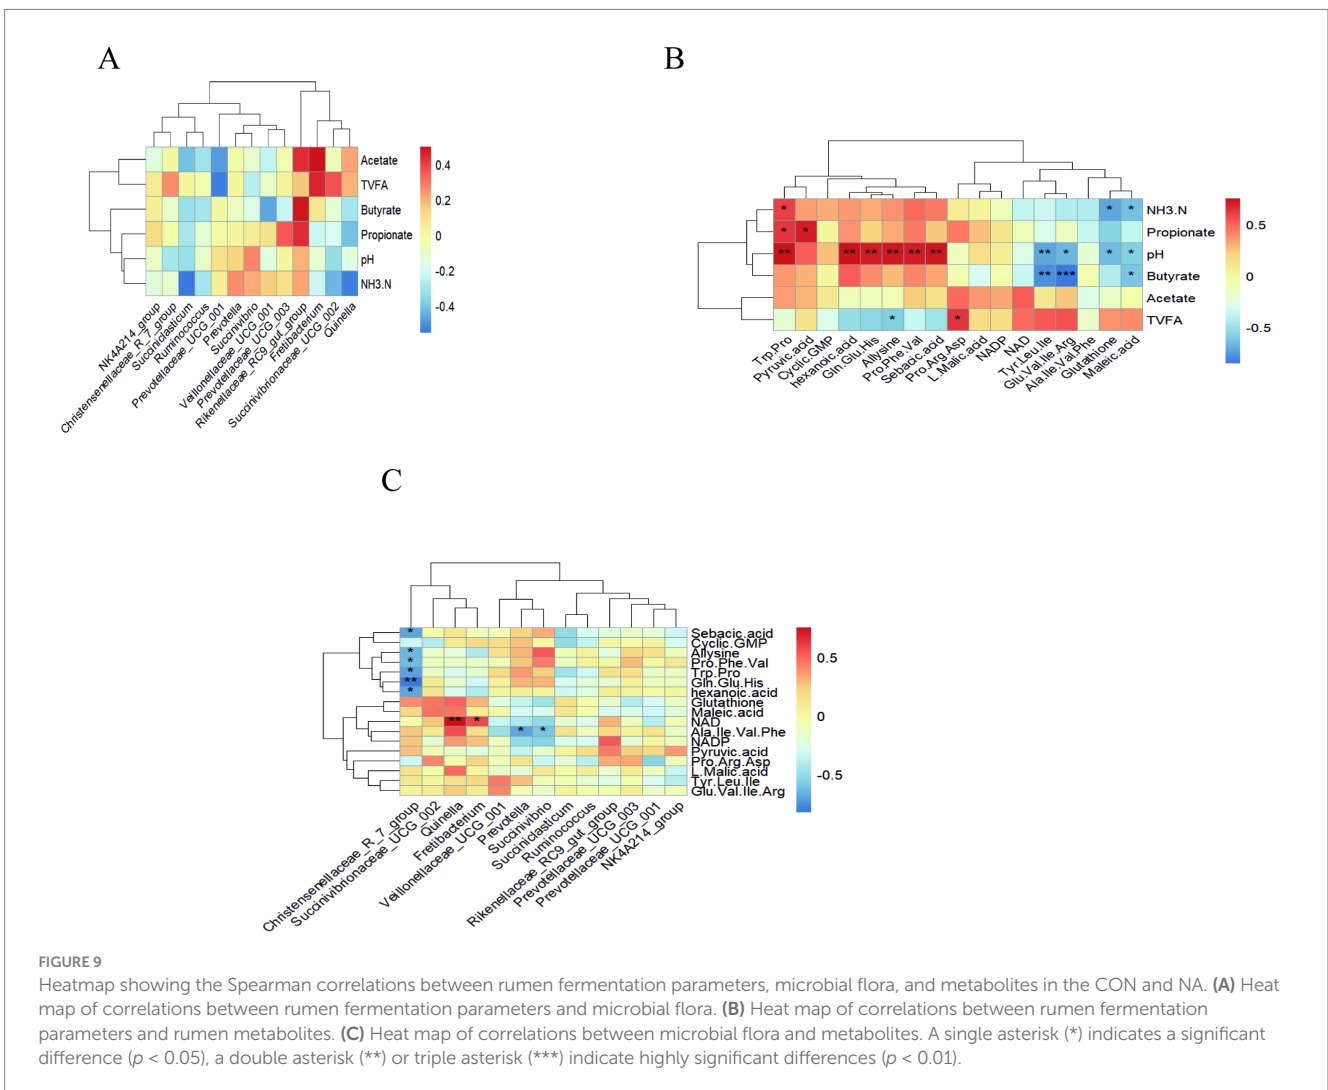 A
Acetate
TVFA
Butyrate
Propionate
pH
NH3.N
0.4
0.2
0
-0.2
-0.4
NK4A214_group
Christensenellaceae_R_7_group
Succiniclasticum
Ruminococcus
Prevotellaceae_UCG_001
Prevotella
Succinivibrio
Veillonellaceae_UCG_001
Prevotellaceae_UCG_003
Rikenellaceae_RC9_gut_group
Fretibacterium
Succinivibrionaceae_UCG_002
Quinella
B
* * *
* *
** ** ** ** ** ** ** * * *
** *** *
* *
NH3.N
Propionate
pH
Butyrate
Acetate
TVFA
0.5
0
-0.5
Trp.Pro
Pyruvic.acid
Cyclic.GMP
hexanoic.acid
Gln.Glu.His
Allysine
Pro.Phe.Val
Sebacic.acid
Pro.Arg.Asp
L.Malic.acid
NADP
NAD
Tyr.Leu.Ile
Glu.Val.Ile.Arg
Ala.Ile.Val.Phe
Glutathione
Maleic.acid
C
* Sebacic.acid
Cyclic.GMP
* Allysine
* Pro.Phe.Val
* Trp.Pro
** Gln.Glu.His
* hexanoic.acid
Glutathione
Maleic.acid
** * NAD
* * Ala.Ile.Val.Phe
NADP
Pyruvic.acid
Pro.Arg.Asp
L.Malic.acid
Tyr.Leu.Ile
Glu.Val.Ile.Arg
0.5
0
-0.5
Christensenellaceae_R_7_group
Succinivibrionaceae_UCG_002
Quinella
Fretibacterium
Veillonellaceae_UCG_001
Prevotella
Succinivibrio
Succiniclasticum
Ruminococcus
Rikenellaceae_RC9_gut_group
Prevotellaceae_UCG_003
Prevotellaceae_UCG_001
NK4A214_group
FIGURE 9
Heatmap showing the Spearman correlations between rumen fermentation parameters, microbial flora, and metabolites in the CON and NA. (A) Heat
map of correlations between rumen fermentation parameters and microbial flora. (B) Heat map of correlations between rumen fermentation
parameters and rumen metabolites. (C) Heat map of correlations between microbial flora and metabolites. A single asterisk (*) indicates a significant
difference (p < 0.05), a double asterisk (**) or triple asterisk (***) indicate highly significant differences (p < 0.01).